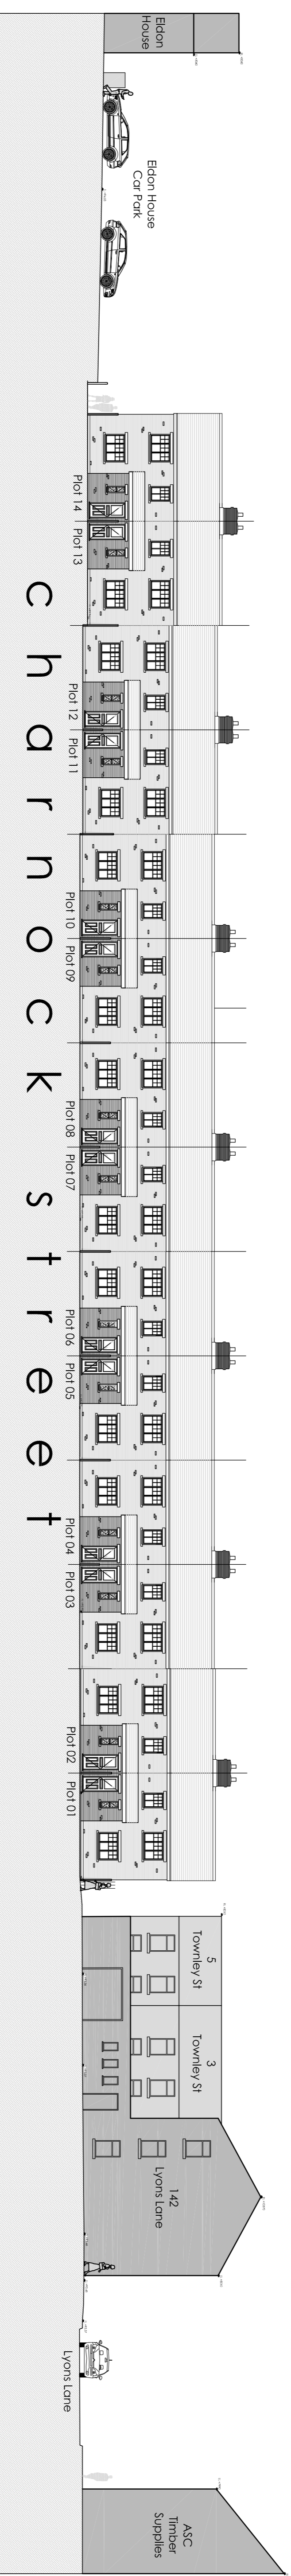 Eldon
House
Eldon House
Car Park
Plot 14
Plot 13
Plot 12
Plot 11
Plot 10
Plot 09
Plot 08
Plot 07
Plot 06
Plot 05
Plot 04
Plot 03
Plot 02
Plot 01
5
Townley St
3
Townley St
142
Lyons Lane
Lyons Lane
ASC
Timber
Supplies
charnock street